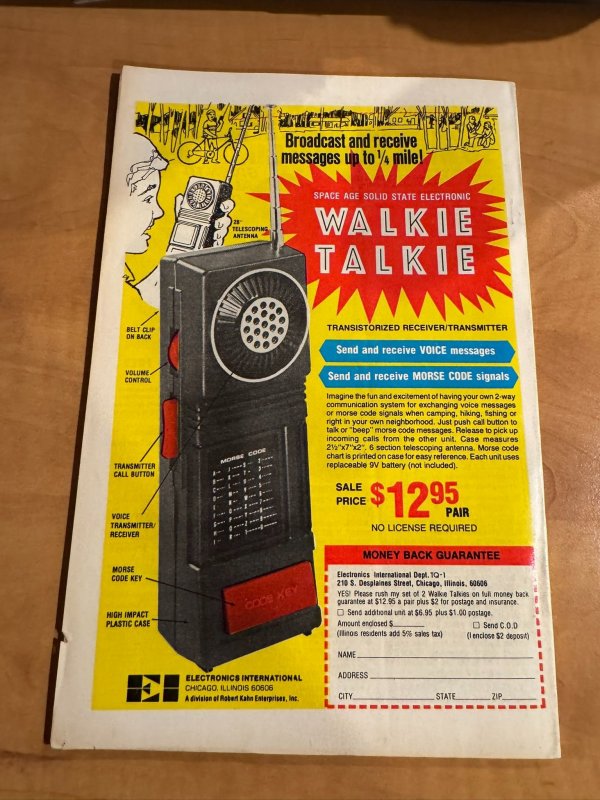 Broadcast and receive
messages up to 1/4 mile!
SPACE AGE SOLID STATE ELECTRONIC
WALKIE
TALKIE
28"
TELESCOPING
ANTENNA
TRANSISTORIZED RECEIVER/TRANSMITTER
Send and receive VOICE messages
Send and receive MORSE CODE signals
Imagine the fun and excitement of having your own 2-way
communication system for exchanging voice messages
or morse code signals when camping, hiking, fishing or
right in your own neighborhood. Just push call button to
talk or "beep" morse code messages. Release to pick up
incoming calls from the other unit. Case measures
2½"x7"x2". 6 section telescoping antenna. Morse code
chart is printed on case for easy reference. Each unit uses
replaceable 9V battery (not included).
SALE
PRICE $12.95
PAIR
NO LICENSE REQUIRED
BELT CLIP
ON BACK
VOLUME
CONTROL
TRANSMITTER
CALL BUTTON
VOICE
TRANSMITTER/
RECEIVER
MORSE
CODE KEY
HIGH IMPACT
PLASTIC CASE
MORSE CODE
CODE KEY
ELECTRONICS INTERNATIONAL
CHICAGO, ILLINOIS 60606
A division of Robert Kahn Enterprises, Inc.
MONEY BACK GUARANTEE
Electronics International Dept. 1Q-1
210 S. Desplaines Street, Chicago, Illinois. 60606
YES! Please rush my set of 2 Walkie Talkies on full money back
guarantee at $12.95 a pair plus $2 for postage and insurance.
☐ Send additional unit at $6.95 plus $1.00 postage.
Amount enclosed $ ☐ Send C.O.D
(Illinois residents add 5% sales tax) (I enclose $2 deposit)
NAME
ADDRESS
CITY STATE ZIP